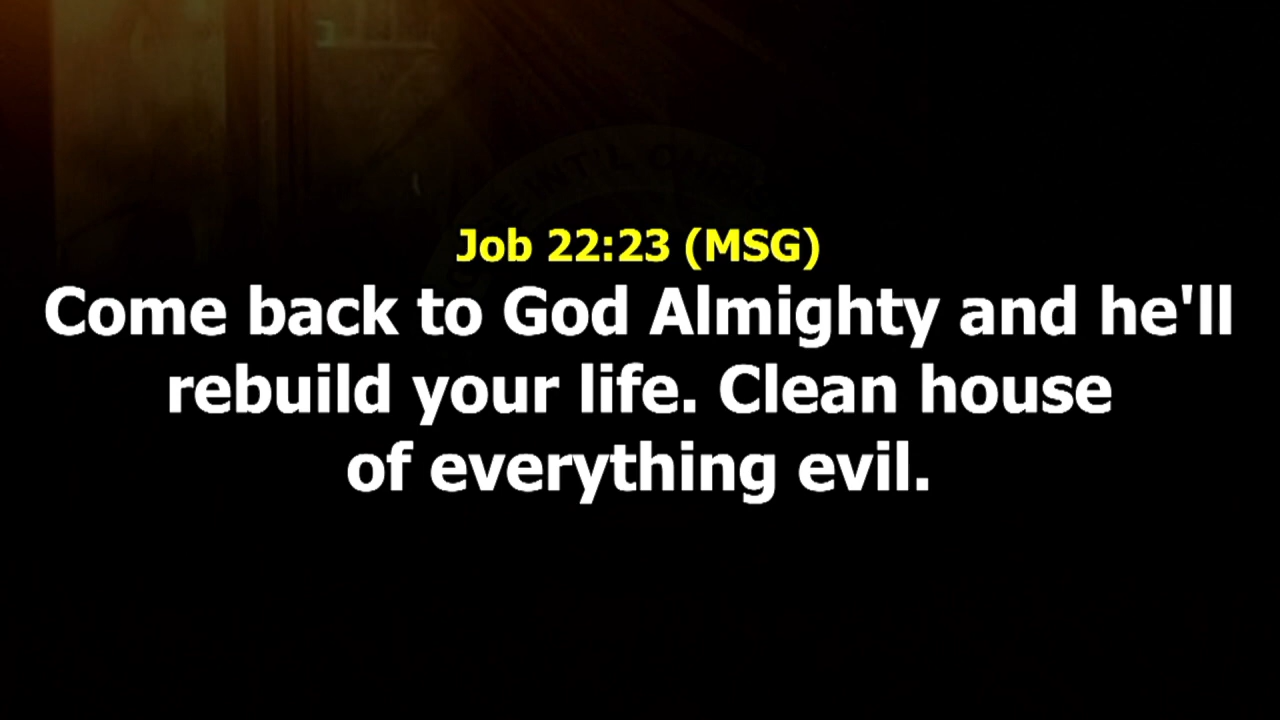 Job 22:23 (MSG)
Come back to God Almighty and he'll
rebuild your life. Clean house
of everything evil.